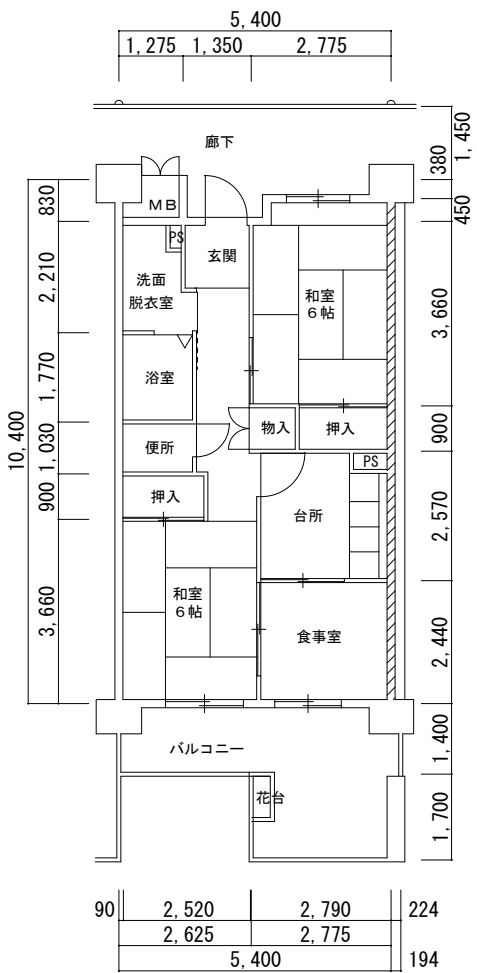 5,400
1,275
1,350
2,775
廊下
1,450
380
450
830
MB
PS
玄関
2,210
洗面
脱衣室
和室
6帖
3,660
浴室
1,770
10,400
物入
押入
900
便所
1,030
PS
押入
900
台所
2,570
和室
6帖
3,660
食事室
2,440
バルコニー
1,400
花台
1,700
90
2,520
2,790
224
2,625
2,775
5,400
194